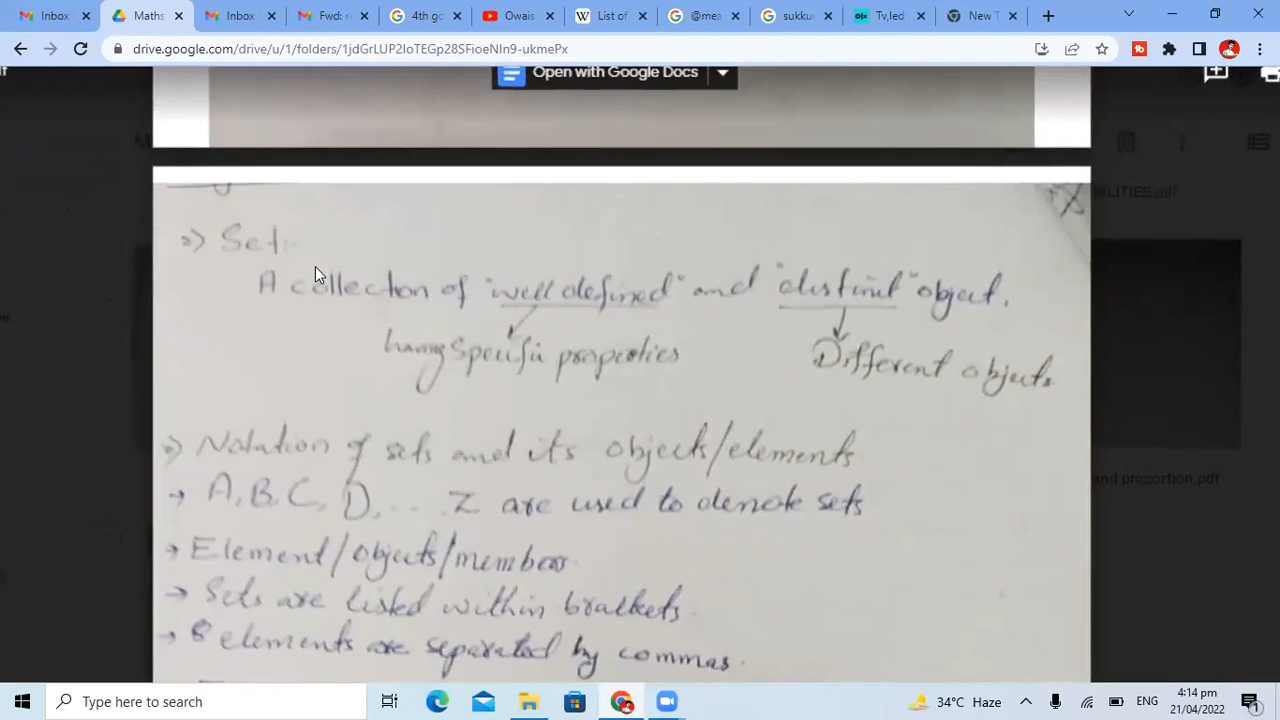 Inbox
Maths
Inbox
Fwd: r
4th gc
Owais
List of
@mea
sukku
Tv,led
New T
drive.google.com/drive/u/1/folders/1jdGrLUP2IoTEGp28SFioeNIn9-ukmePx
Open with Google Docs
ALITIES.pdf
=) Set:
A collection of "well defined" and "distinit" object.
having Specific properties
Different objects.
=) Notation of sets and its objects/elements
→ A, B, C, D, ... Z are used to denote sets
and proportion.pdf
→ Element/objects/members
→ Sets are listed within brackets.
→ elements are separated by commas.
Type here to search
34°C Haze
ENG
4:14 pm
21/04/2022